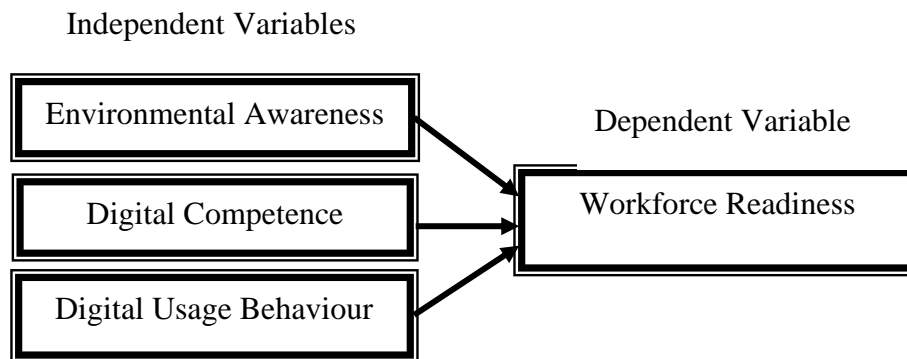 Independent Variables
Environmental Awareness
Digital Competence
Digital Usage Behaviour
Dependent Variable
Workforce Readiness